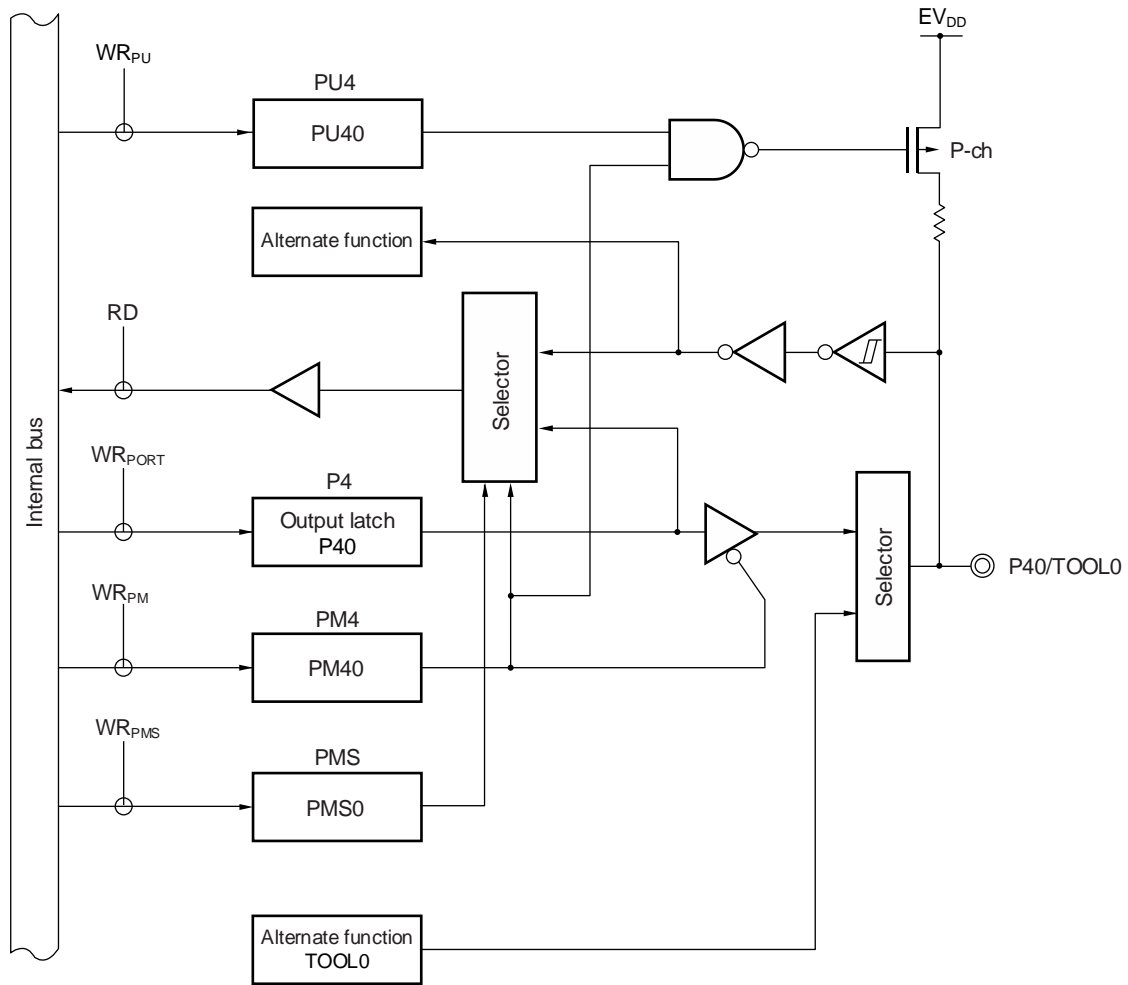 EVDD
WRPU
PU4
PU40
P-ch
Alternate function
RD
Selector
Internal bus
WRPORT
P4
Output latch
P40
Selector
P40/TOOL0
WRPM
PM4
PM40
WRPMS
PMS
PMS0
Alternate function
TOOL0